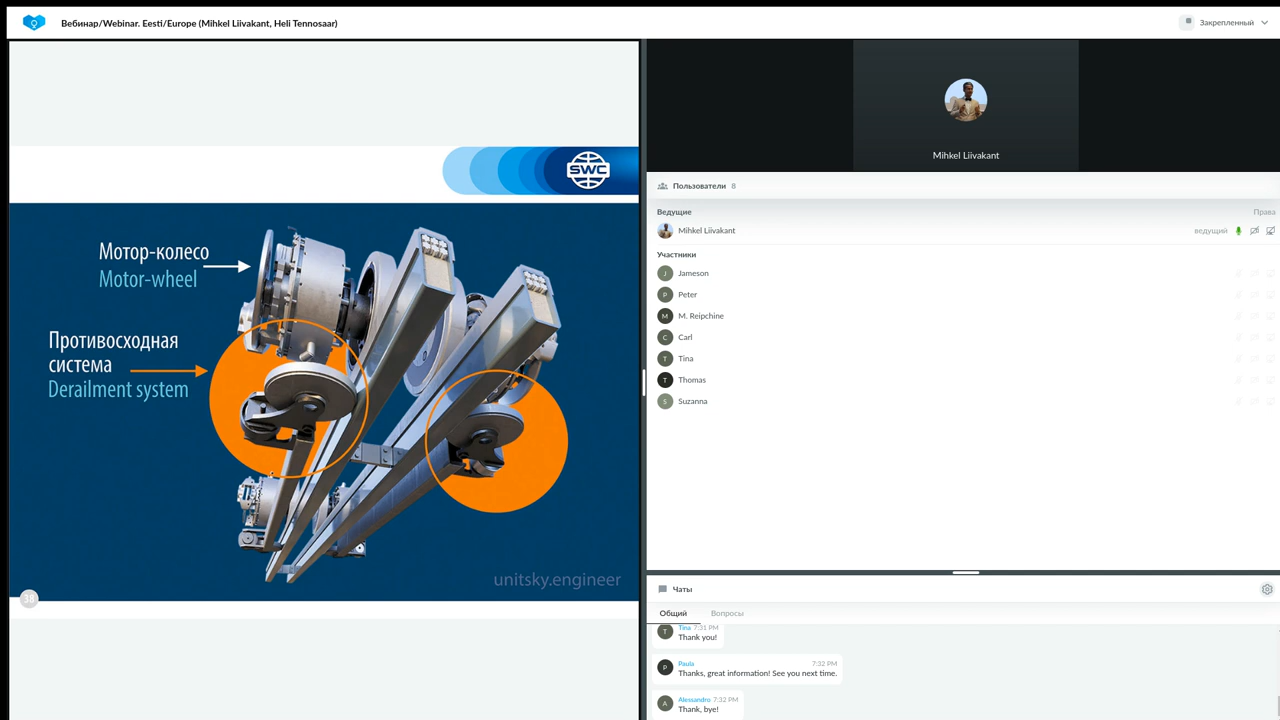 Вебинар/Webinar. Eesti/Europe (Mihkel Liivakant, Heli Tennosaar)
Закрепленный
SWC
Мотор-колесо
Motor-wheel
Противосходная
система
Derailment system
unitsky.engineer
38
Mihkel Liivakant
Пользователи 8
Ведущие
Права
Mihkel Liivakant
ведущий
Участники
J Jameson
P Peter
M M. Reipchine
C Carl
T Tina
T Thomas
S Suzanna
Чаты
Общий
Вопросы
T
Tina 7:31 PM
Thank you!
P
Paula 7:32 PM
Thanks, great information! See you next time.
A
Alessandro 7:32 PM
Thank, bye!